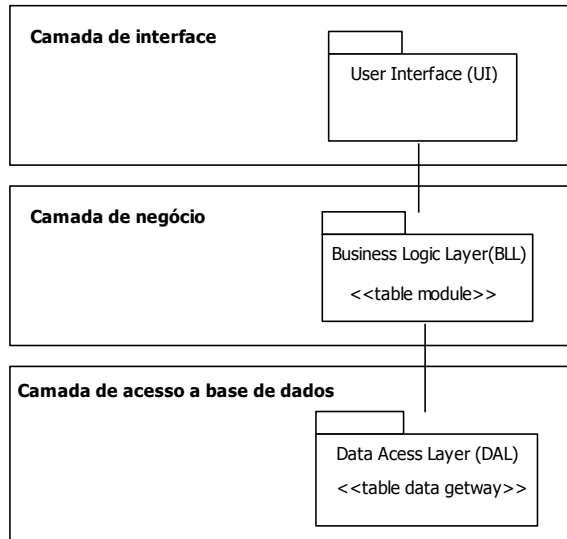 Camada de interface
User Interface (UI)
Camada de negócio
Business Logic Layer(BLL)
<<table module>>
Camada de acesso a base de dados
Data Acess Layer (DAL)
<<table data getway>>